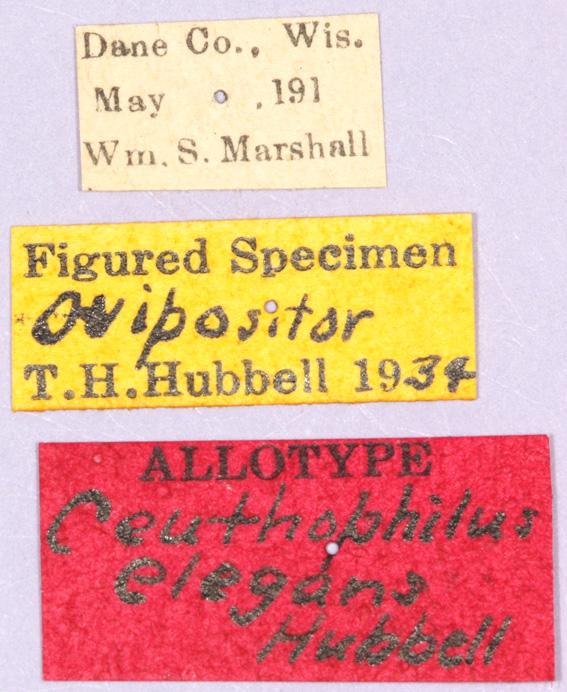 Dane Co., Wis.
May , 191
Wm. S. Marshall
Figured Specimen
Ovipositor
T.H. Hubbell 1934
ALLOTYPE
Ceuthophilus
elegans
Hubbell